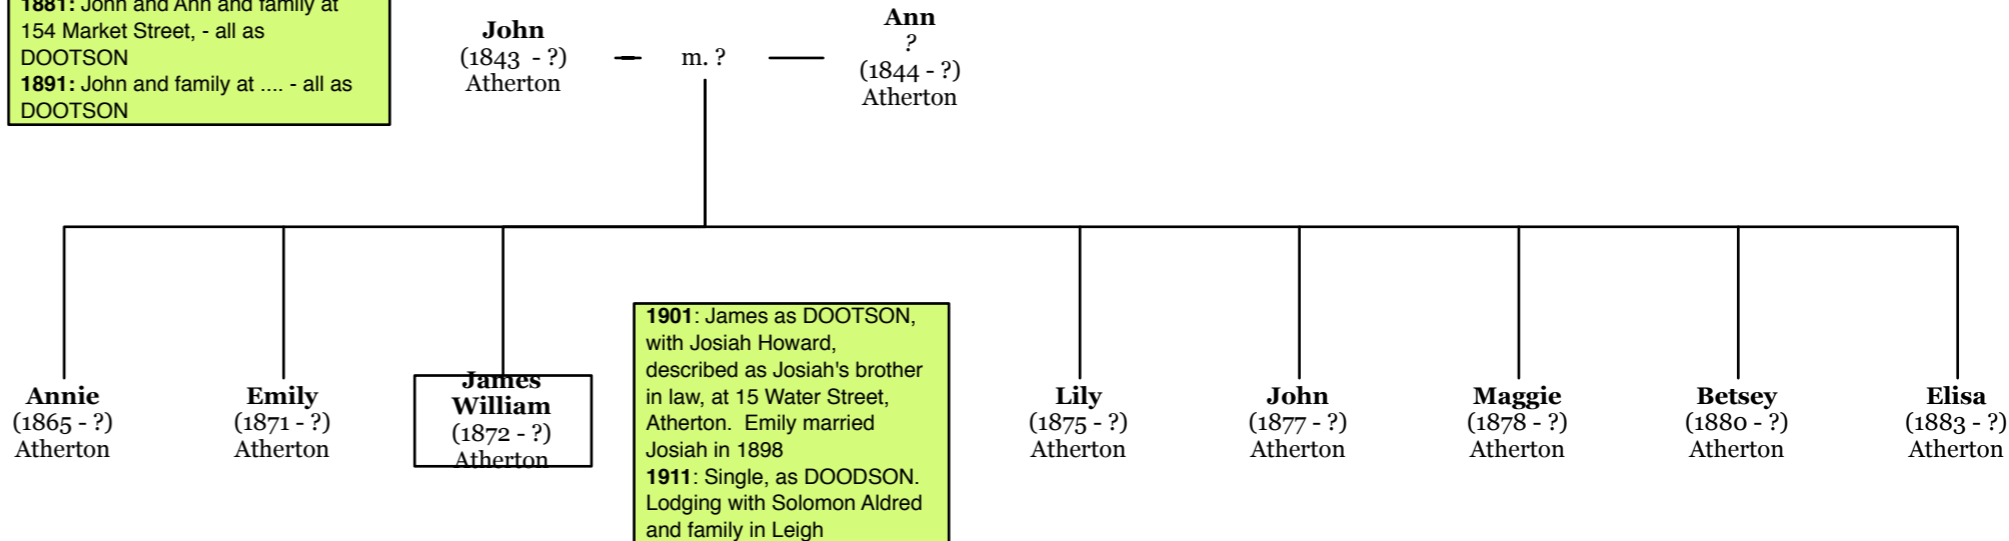 1881: John and Ann and family at
154 Market Street, - all as
DOOTSON
1891: John and family at .... - all as
DOOTSON
John
(1843 - ?)
Atherton
m. ?
Ann
?
(1844 - ?)
Atherton
Annie
(1865 - ?)
Atherton
Emily
(1871 - ?)
Atherton
James
William
(1872 - ?)
Atherton
1901: James as DOOTSON,
with Josiah Howard,
described as Josiah's brother
in law, at 15 Water Street,
Atherton. Emily married
Josiah in 1898
1911: Single, as DOODSON.
Lodging with Solomon Aldred
and family in Leigh
Lily
(1875 - ?)
Atherton
John
(1877 - ?)
Atherton
Maggie
(1878 - ?)
Atherton
Betsey
(1880 - ?)
Atherton
Elisa
(1883 - ?)
Atherton